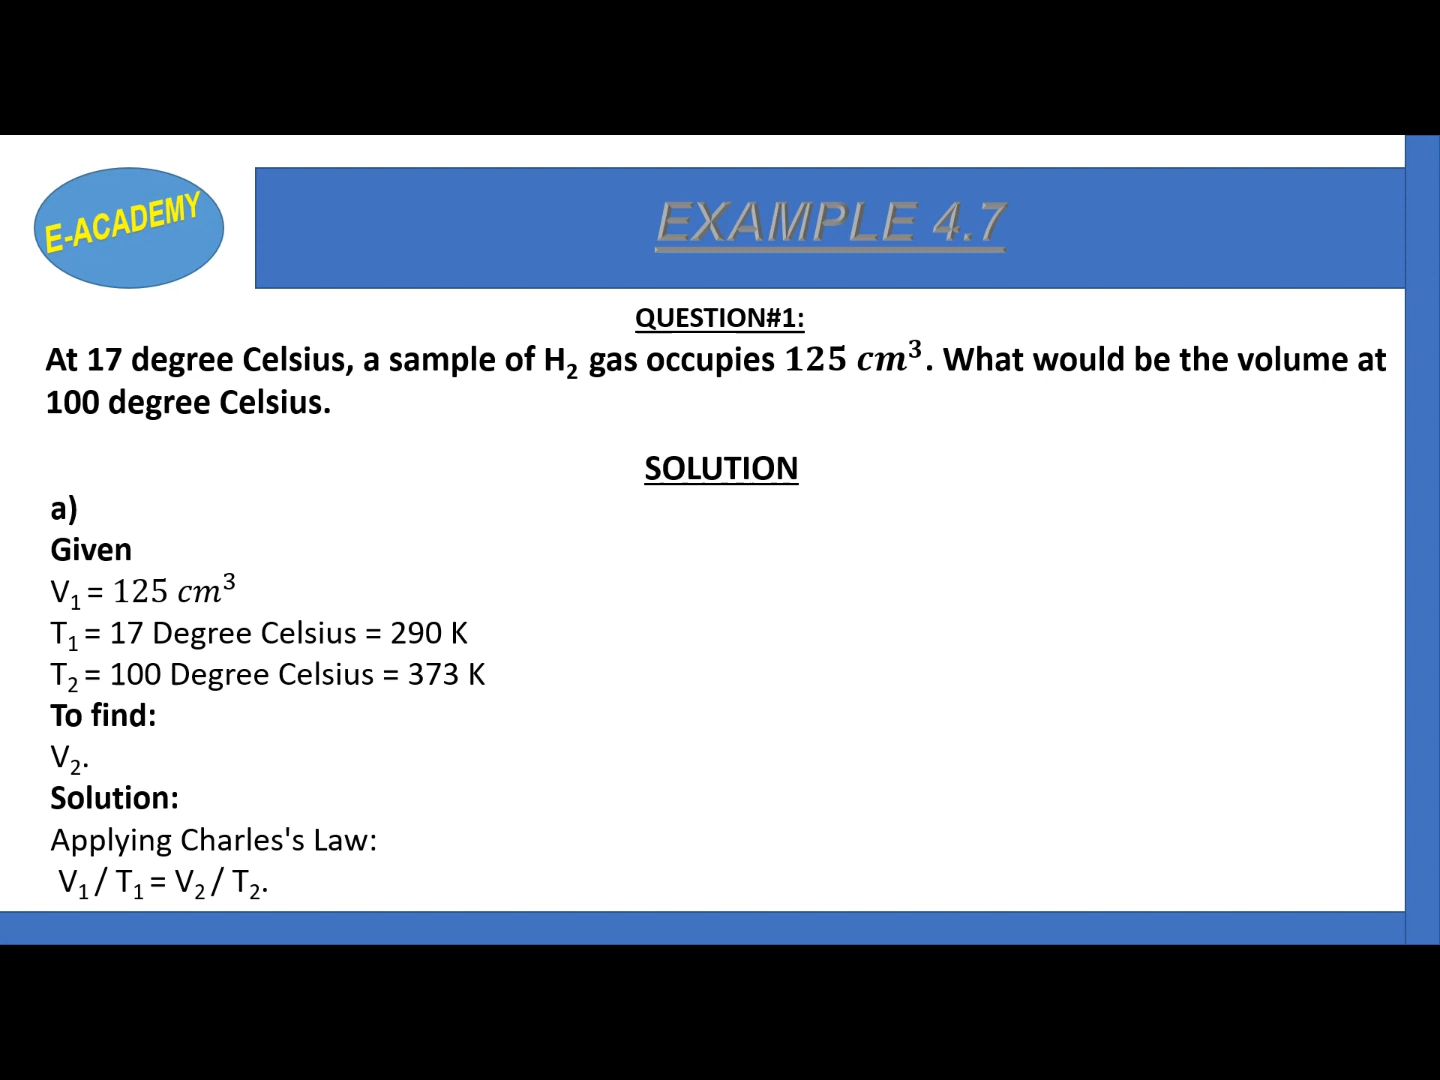 E-ACADEMY
EXAMPLE 4.7
QUESTION#1:
At 17 degree Celsius, a sample of H₂ gas occupies 125 cm³. What would be the volume at
100 degree Celsius.
SOLUTION
a)
Given
V₁ = 125 cm³
T₁ = 17 Degree Celsius = 290 K
T₂ = 100 Degree Celsius = 373 K
To find:
V₂.
Solution:
Applying Charles's Law:
V₁ / T₁ = V₂ / T₂.